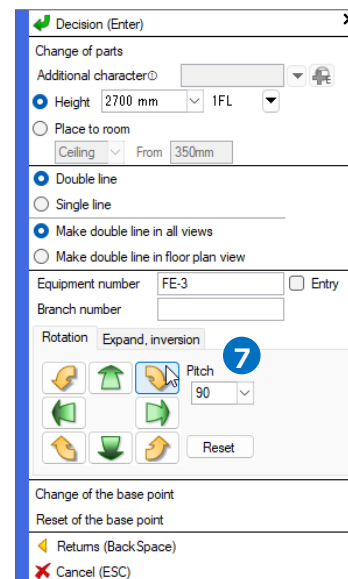 Decision (Enter)
Change of parts
Additional character①
Height 2700 mm 1FL
Place to room
Ceiling From 350mm
Double line
Single line
Make double line in all views
Make double line in floor plan view
Equipment number FE-3 Entry
Branch number
Rotation Expand, inversion
7
Pitch
90
Reset
Change of the base point
Reset of the base point
Returns (BackSpace)
Cancel (ESC)